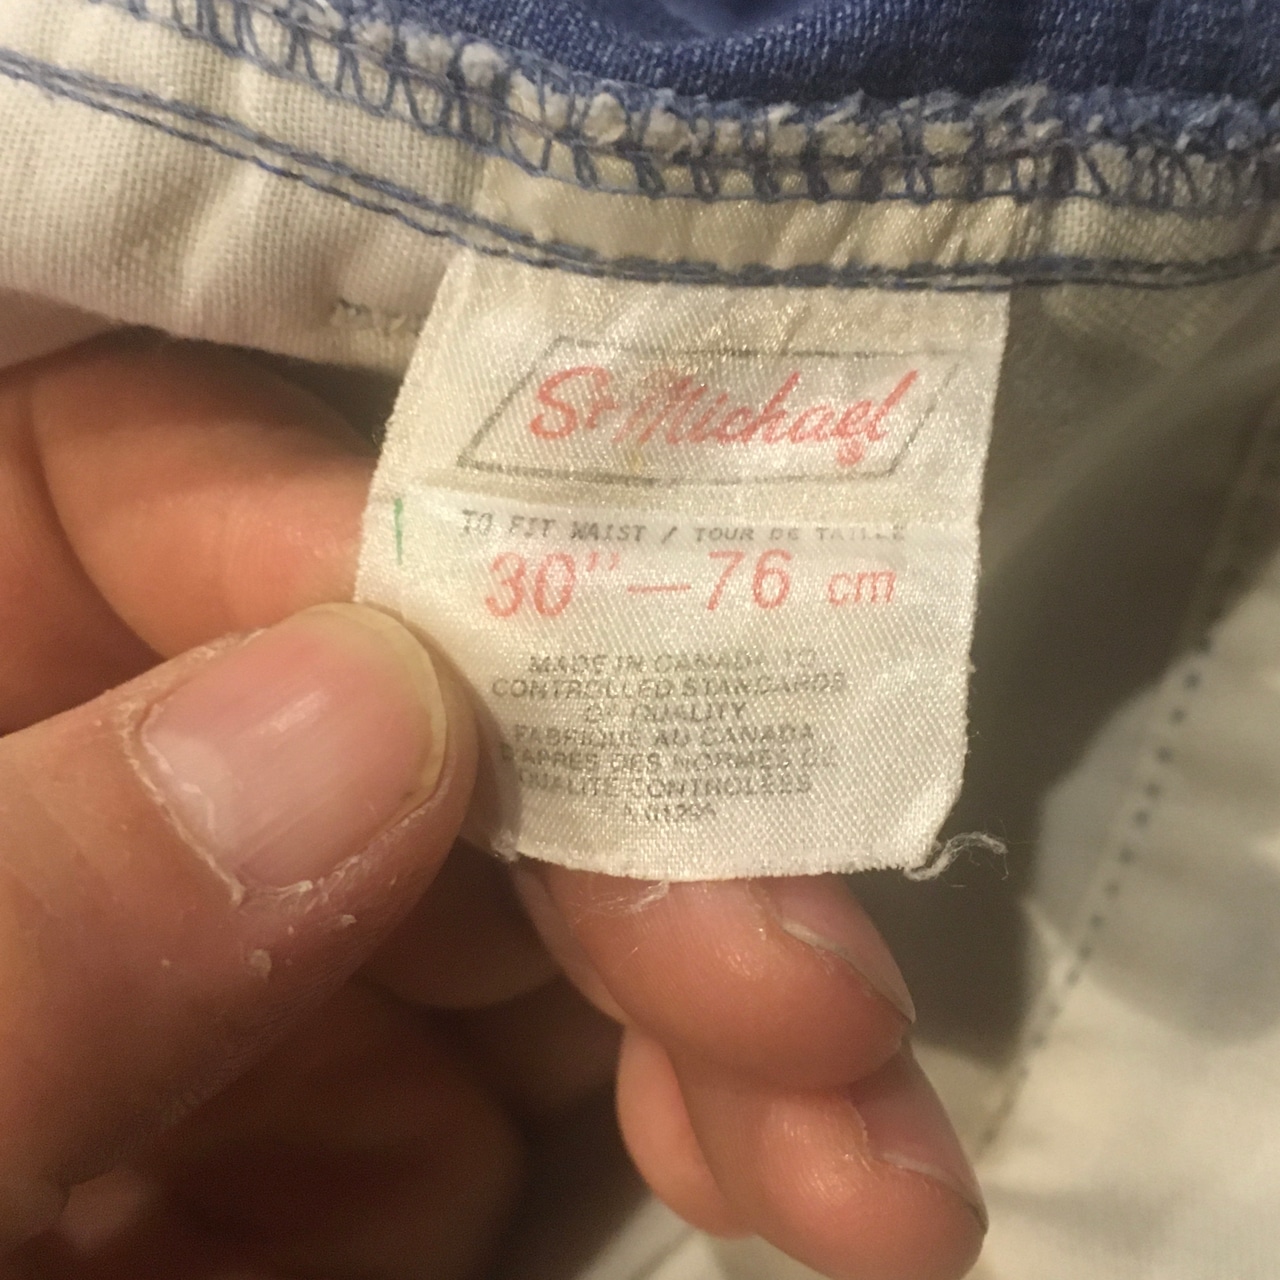 St Michael
TO FIT WAIST / TOUR DE TAILLE
30" — 76 cm
MADE IN CANADA TO
CONTROLLED STANDARDS
OF QUALITY
FABRIQUE AU CANADA
D'APRES DES NORMES DE
QUALITE CONTROLEES